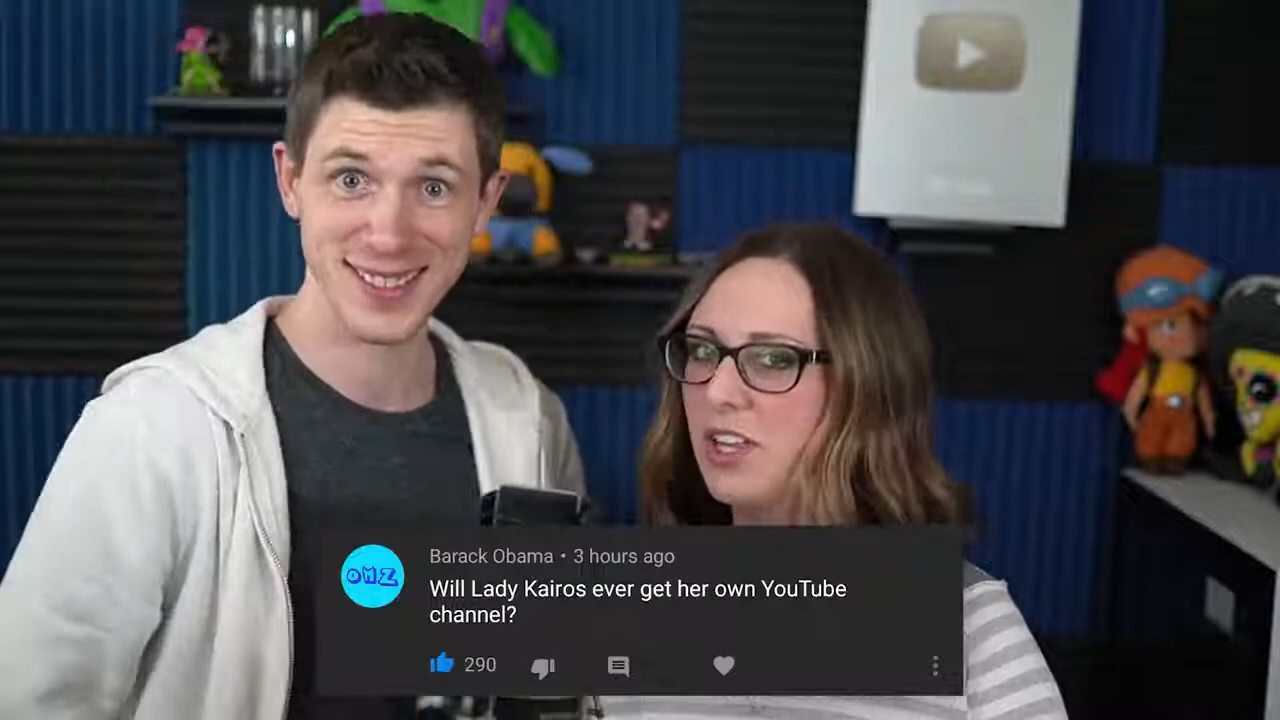 OMZ
Barack Obama • 3 hours ago
Will Lady Kairos ever get her own YouTube
channel?
290